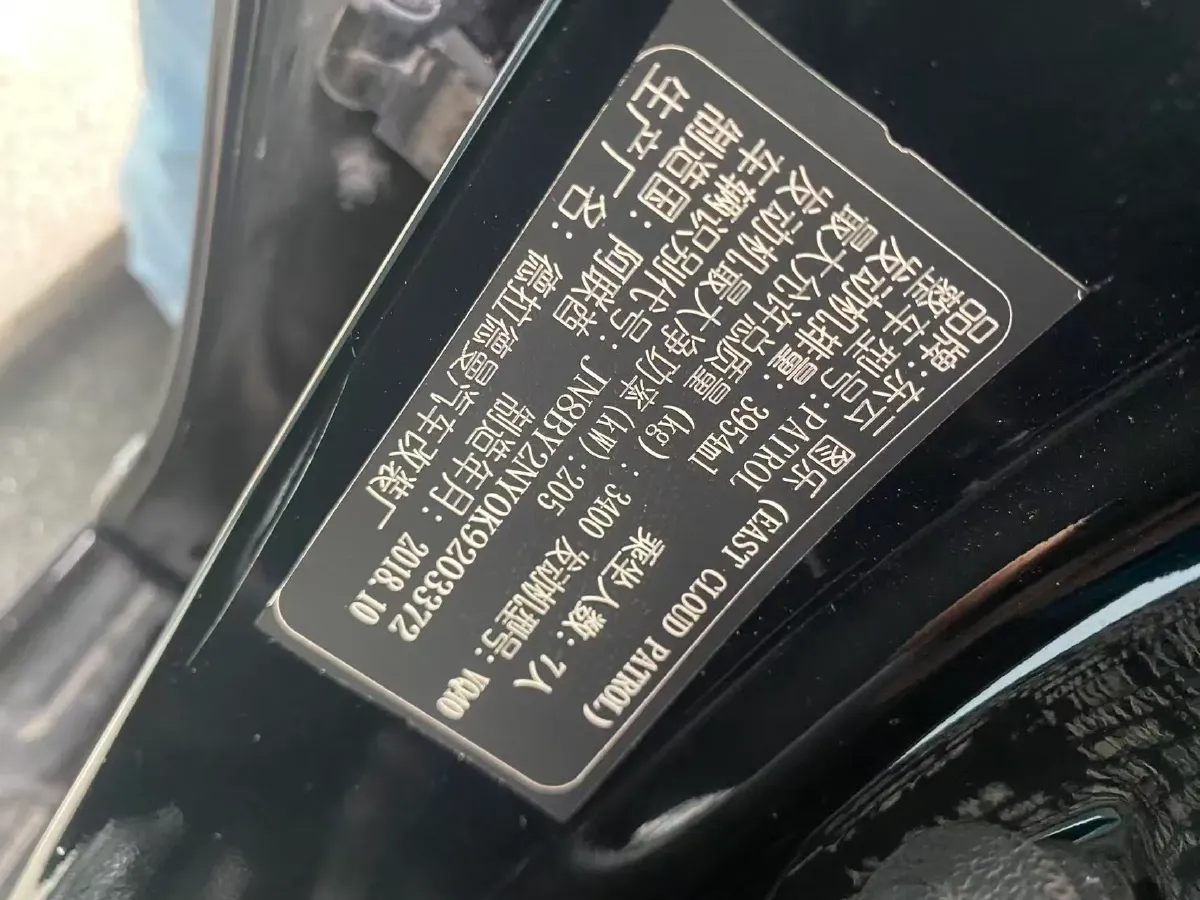 品牌:东云 图乐 (EAST CLOUD PATROL)
整车型号:PATROL 乘坐人数:7人
发动机排量:3954ml 发动机型号:VQ40
最大允许总质量(kg):3400
发动机最大净功率(kW):205
车辆识别代号:JN8BY2NY0K9203372
制造国:阿联酋 制造年月:2018.10
生产厂名:德拉德曼汽车改装厂